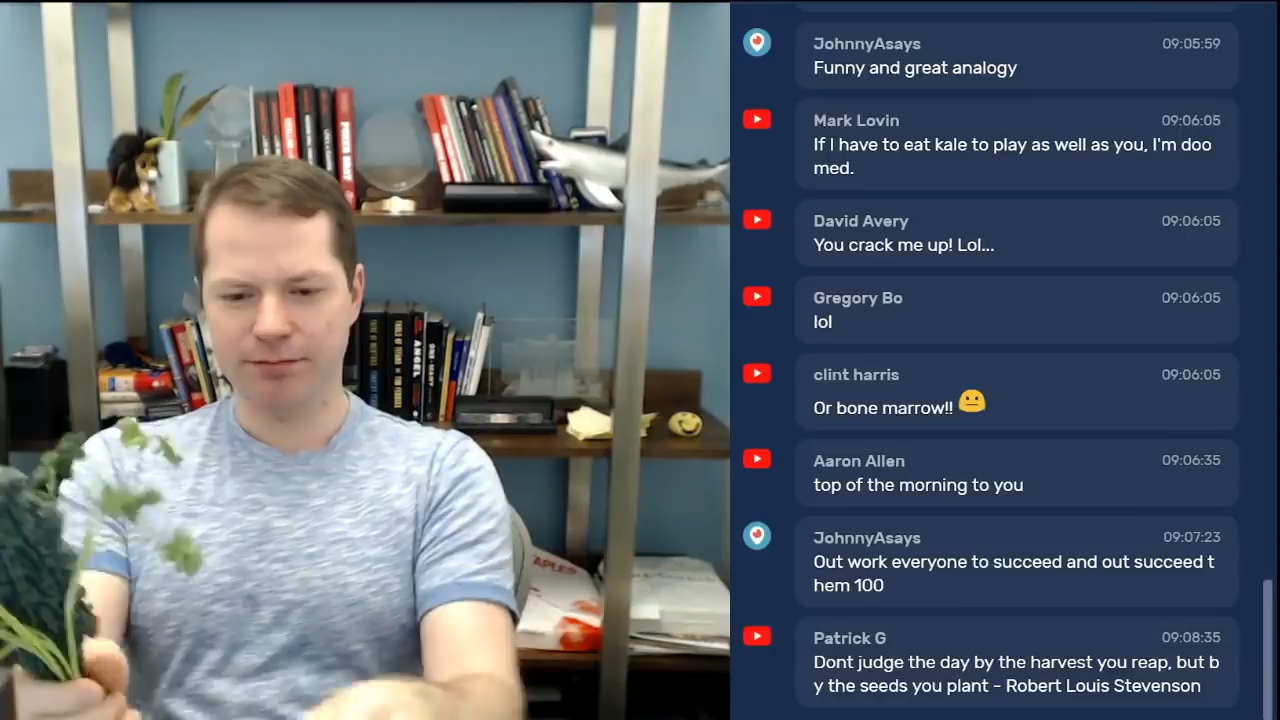 JohnnyAsays 09:05:59
Funny and great analogy
Mark Lovin 09:06:05
If I have to eat kale to play as well as you, I'm doo
med.
David Avery 09:06:05
You crack me up! Lol...
Gregory Bo 09:06:05
lol
clint harris 09:06:05
Or bone marrow!! 😐
Aaron Allen 09:06:35
top of the morning to you
JohnnyAsays 09:07:23
Out work everyone to succeed and out succeed t
hem 100
Patrick G 09:08:35
Dont judge the day by the harvest you reap, but b
y the seeds you plant - Robert Louis Stevenson
ANGEL